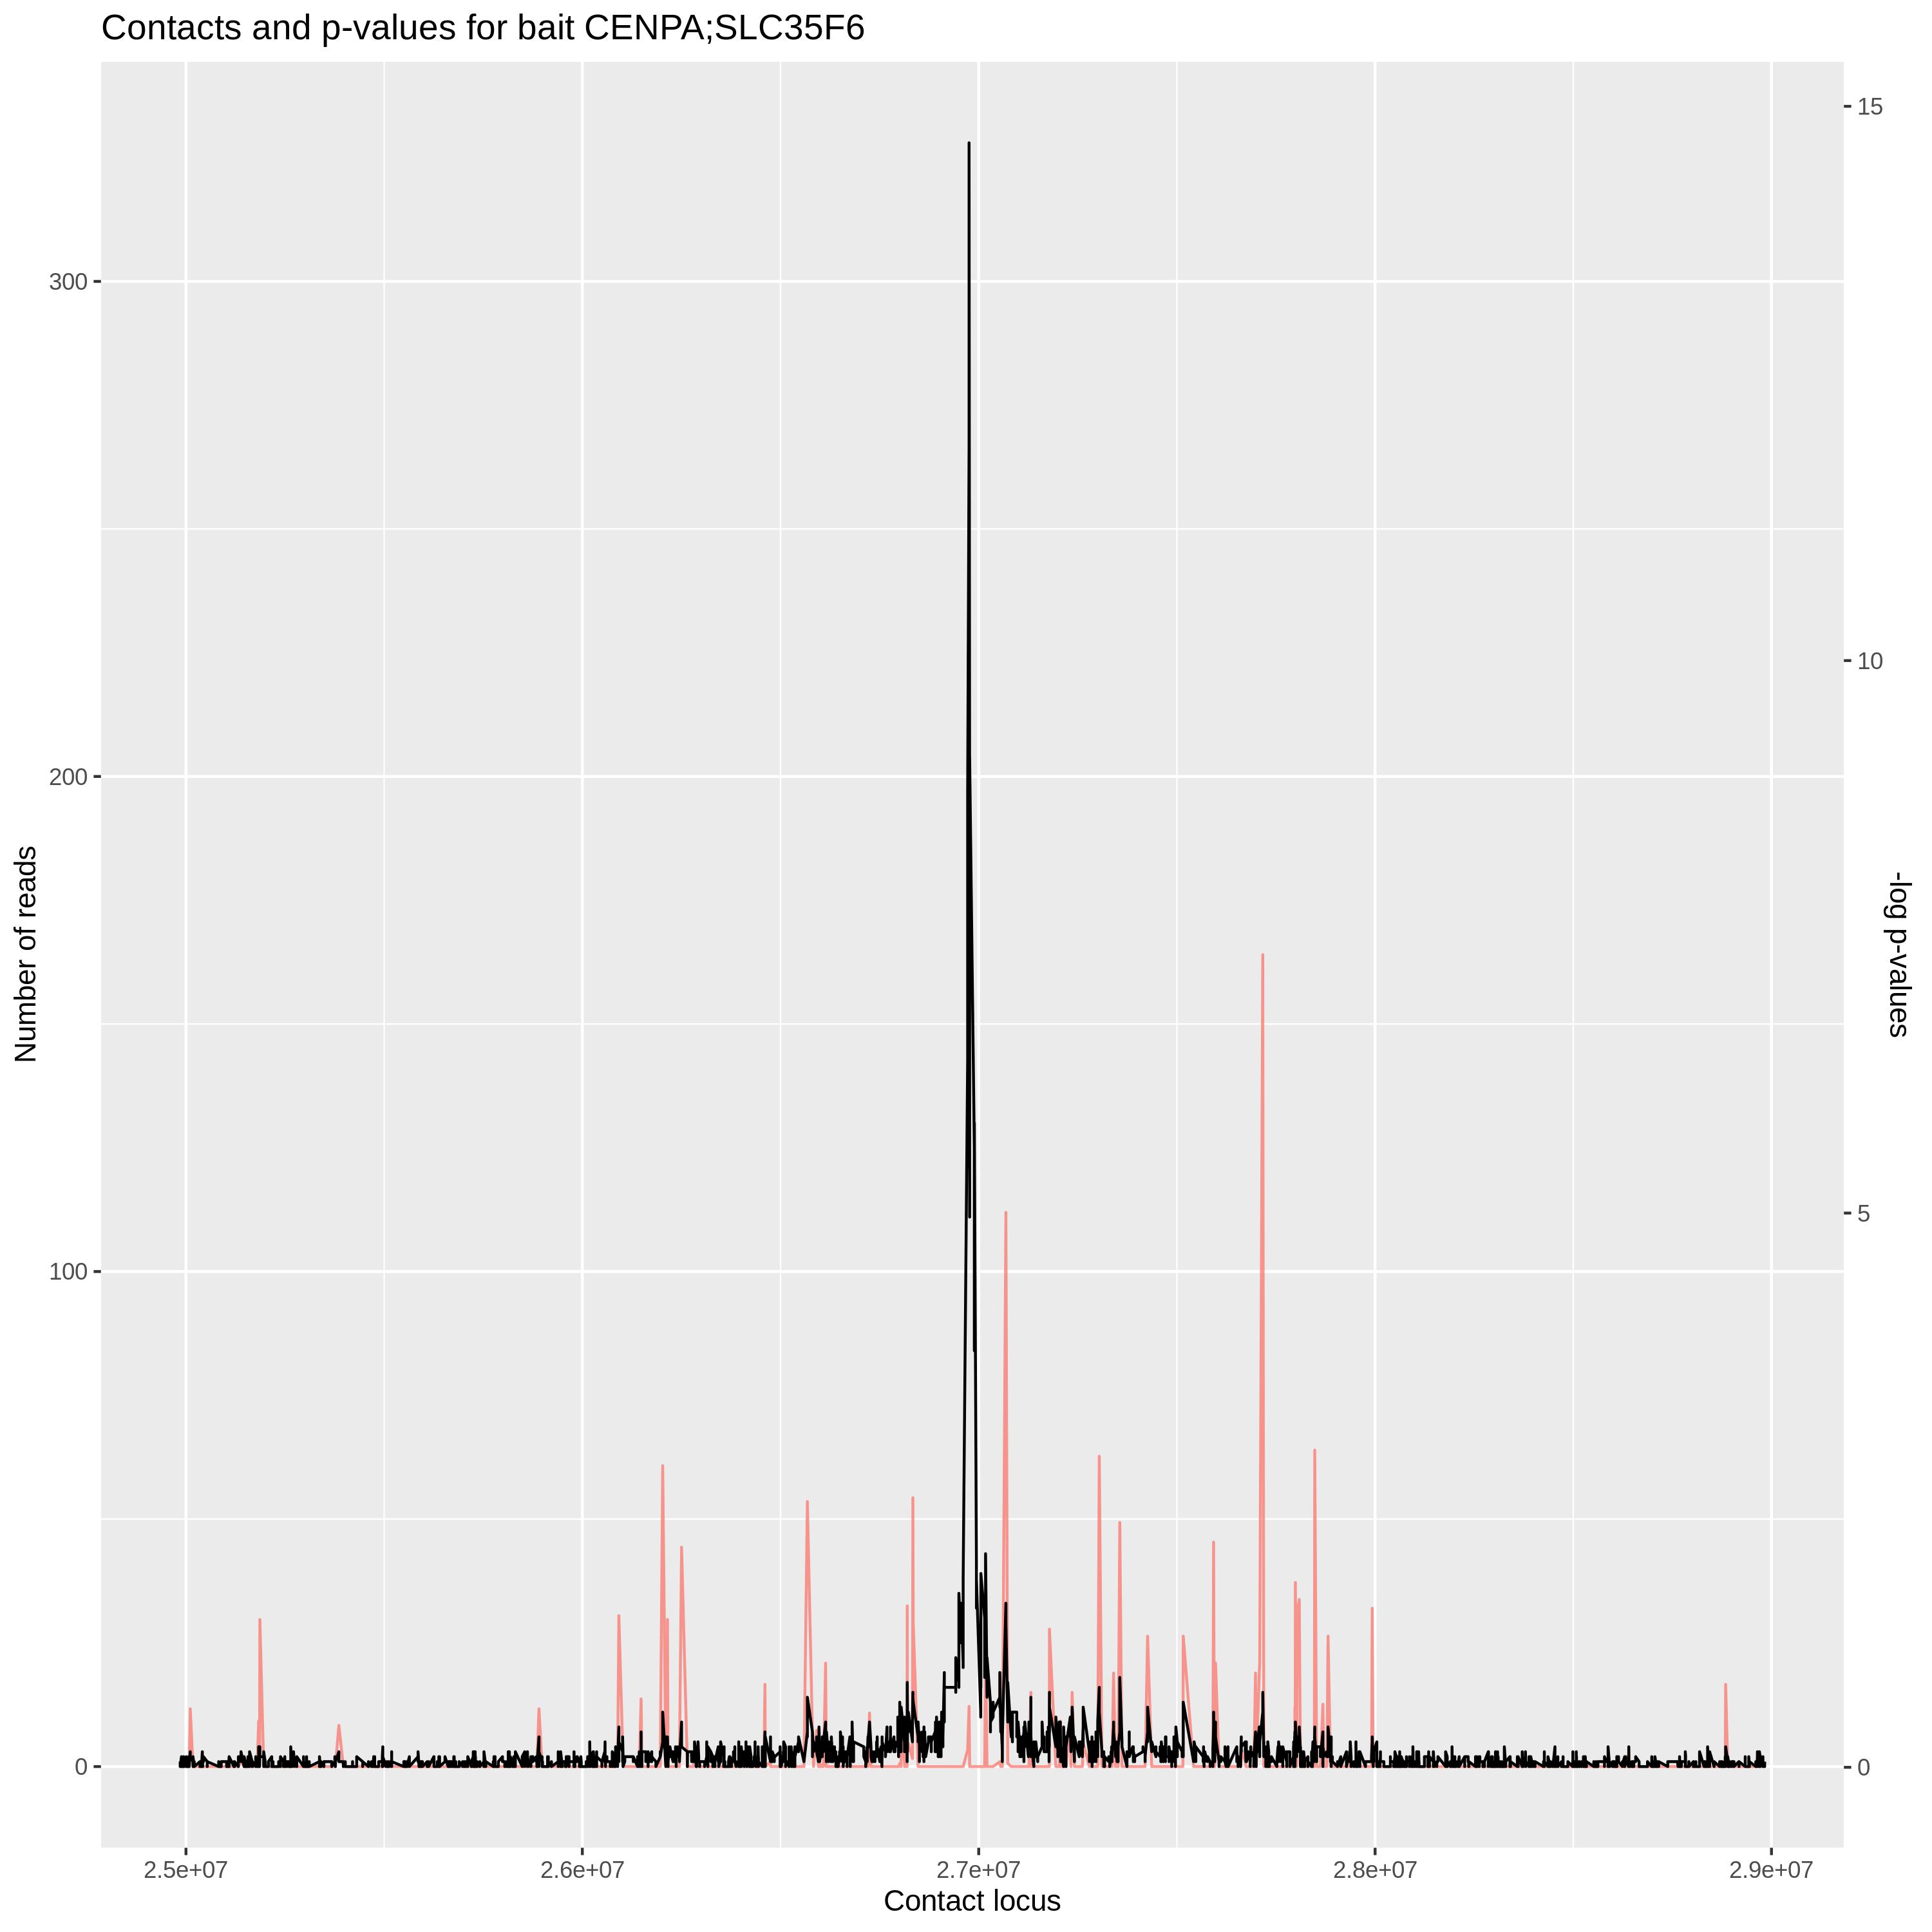 Contacts and p-values for bait CENPA;SLC35F6
15
300
10
200
Number of reads
-log p-values
5
100
0
0
2.5e+07
2.6e+07
2.7e+07
2.8e+07
2.9e+07
Contact locus